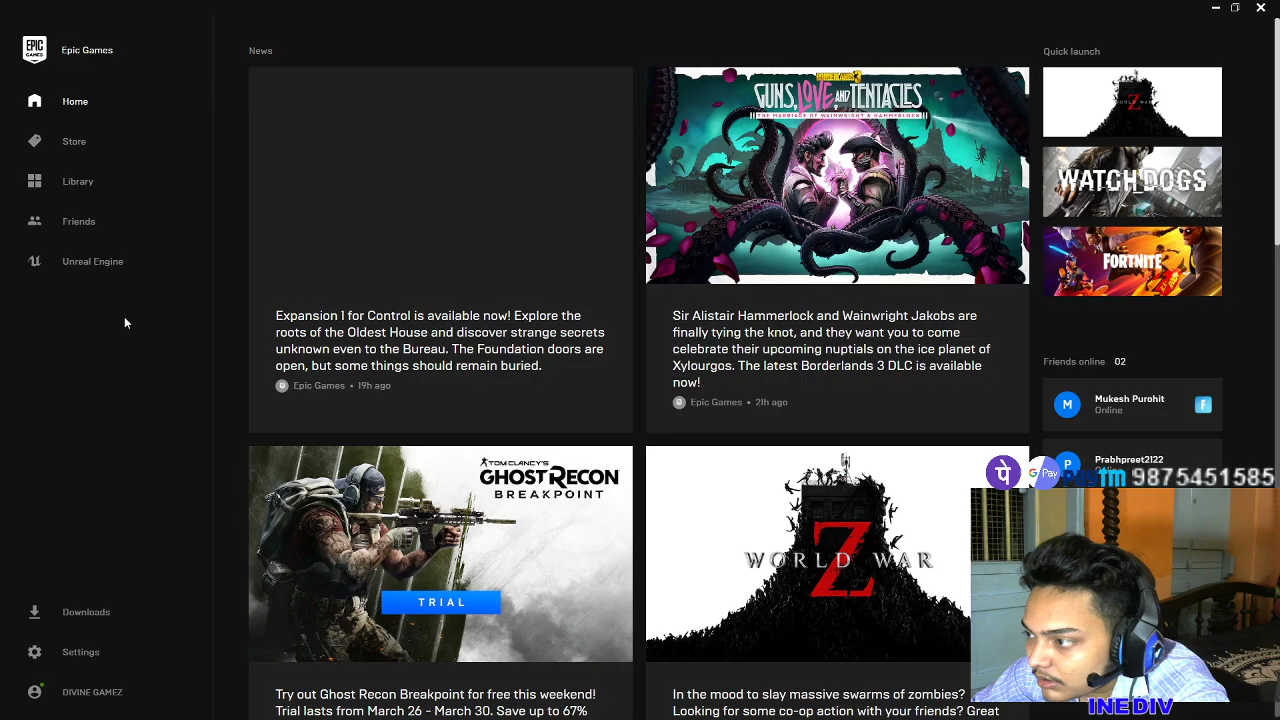 EPIC
GAMES
Epic Games
Home
Store
Library
Friends
Unreal Engine
Downloads
Settings
DIVINE GAMEZ
News
Expansion 1 for Control is available now! Explore the
roots of the Oldest House and discover strange secrets
unknown even to the Bureau. The Foundation doors are
open, but some things should remain buried.
Epic Games • 19h ago
BORDERLANDS 3
GUNS, LOVE, AND TENTACLES
THE MARRIAGE OF WAINWRIGHT & HAMMERLOCK
Sir Alistair Hammerlock and Wainwright Jakobs are
finally tying the knot, and they want you to come
celebrate their upcoming nuptials on the ice planet of
Xylourgos. The latest Borderlands 3 DLC is available
now!
Epic Games • 21h ago
TOM CLANCY'S
GHOST RECON
BREAKPOINT
TRIAL
Try out Ghost Recon Breakpoint for free this weekend!
Trial lasts from March 26 - March 30. Save up to 67%
WORLD WAR
Z
In the mood to slay massive swarms of zombies?
Looking for some co-op action with your friends? Great
Quick launch
WORLD WAR
Z
WATCH_DOGS
FORTNITE
Friends online 02
M
Mukesh Purohit
Online
F
P
Prabhpreet2122
पे
G Pay
9875451585
INEDIV